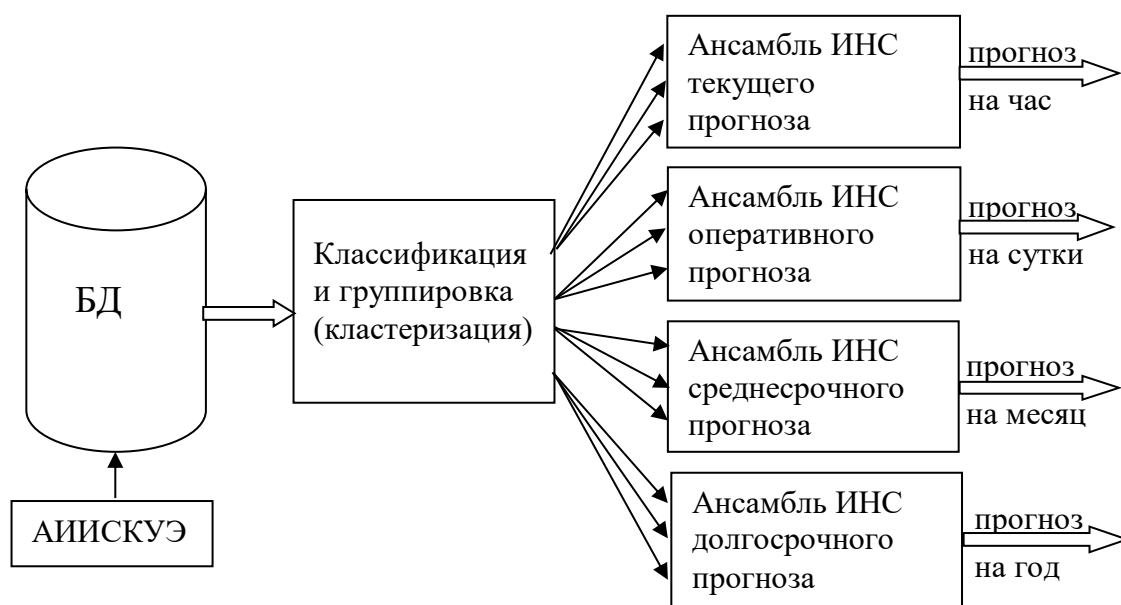 БД
АИИСКУЭ
Классификация
и группировка
(кластеризация)
Ансамбль ИНС
текущего
прогноза
прогноз
на час
Ансамбль ИНС
оперативного
прогноза
прогноз
на сутки
Ансамбль ИНС
среднесрочного
прогноза
прогноз
на месяц
Ансамбль ИНС
долгосрочного
прогноза
прогноз
на год